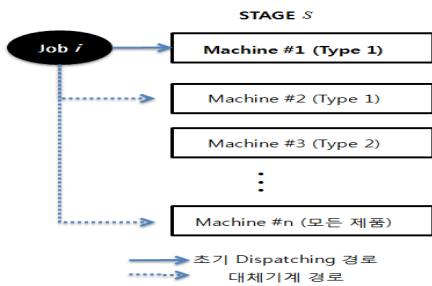 STAGE S
Job i
Machine #1 (Type 1)
Machine #2 (Type 1)
Machine #3 (Type 2)
⋮
Machine #n (모든 제품)
초기 Dispatching 경로
대체기계 경로